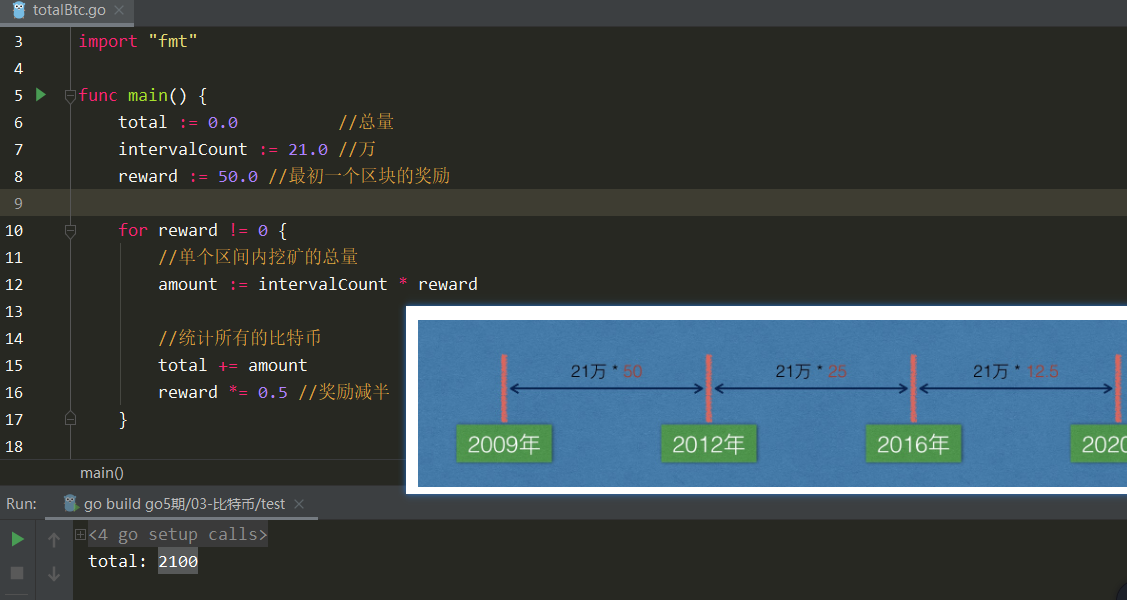 totalBtc.go
3 import "fmt"
4
5 func main() {
6 total := 0.0 //总量
7 intervalCount := 21.0 //万
8 reward := 50.0 //最初一个区块的奖励
9
10 for reward != 0 {
11 //单个区间内挖矿的总量
12 amount := intervalCount * reward
13
14 //统计所有的比特币
15 total += amount
16 reward *= 0.5 //奖励减半
17 }
18
21万 * 50 21万 * 25 21万 * 12.5
2009年 2012年 2016年 2020
main()
Run: go build go5期/03-比特币/test
<4 go setup calls>
total: 2100